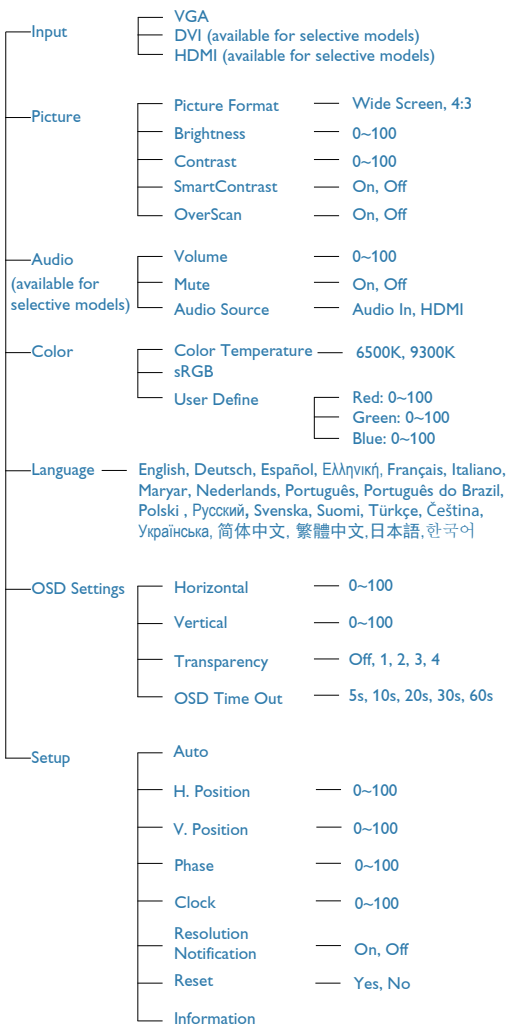 Input
VGA
DVI (available for selective models)
HDMI (available for selective models)
Picture
Picture Format
Wide Screen, 4:3
Brightness
0~100
Contrast
0~100
SmartContrast
On, Off
OverScan
On, Off
Audio
(available for
selective models)
Volume
0~100
Mute
On, Off
Audio Source
Audio In, HDMI
Color
Color Temperature
6500K, 9300K
sRGB
User Define
Red: 0~100
Green: 0~100
Blue: 0~100
Language
English, Deutsch, Español, Ελληνική, Français, Italiano,
Maryar, Nederlands, Português, Português do Brazil,
Polski , Русский, Svenska, Suomi, Türkçe, Čeština,
Українська, 简体中文, 繁體中文,日本語,한국어
OSD Settings
Horizontal
0~100
Vertical
0~100
Transparency
Off, 1, 2, 3, 4
OSD Time Out
5s, 10s, 20s, 30s, 60s
Setup
Auto
H. Position
0~100
V. Position
0~100
Phase
0~100
Clock
0~100
Resolution
Notification
On, Off
Reset
Yes, No
Information